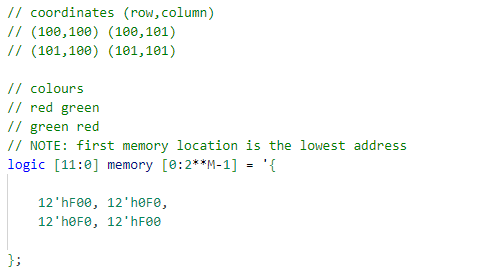 // coordinates (row,column)
// (100,100) (100,101)
// (101,100) (101,101)
// colours
// red green
// green red
// NOTE: first memory location is the lowest address
logic [11:0] memory [0:2**M-1] = '{
12'hF00, 12'h0F0,
12'h0F0, 12'hF00
};